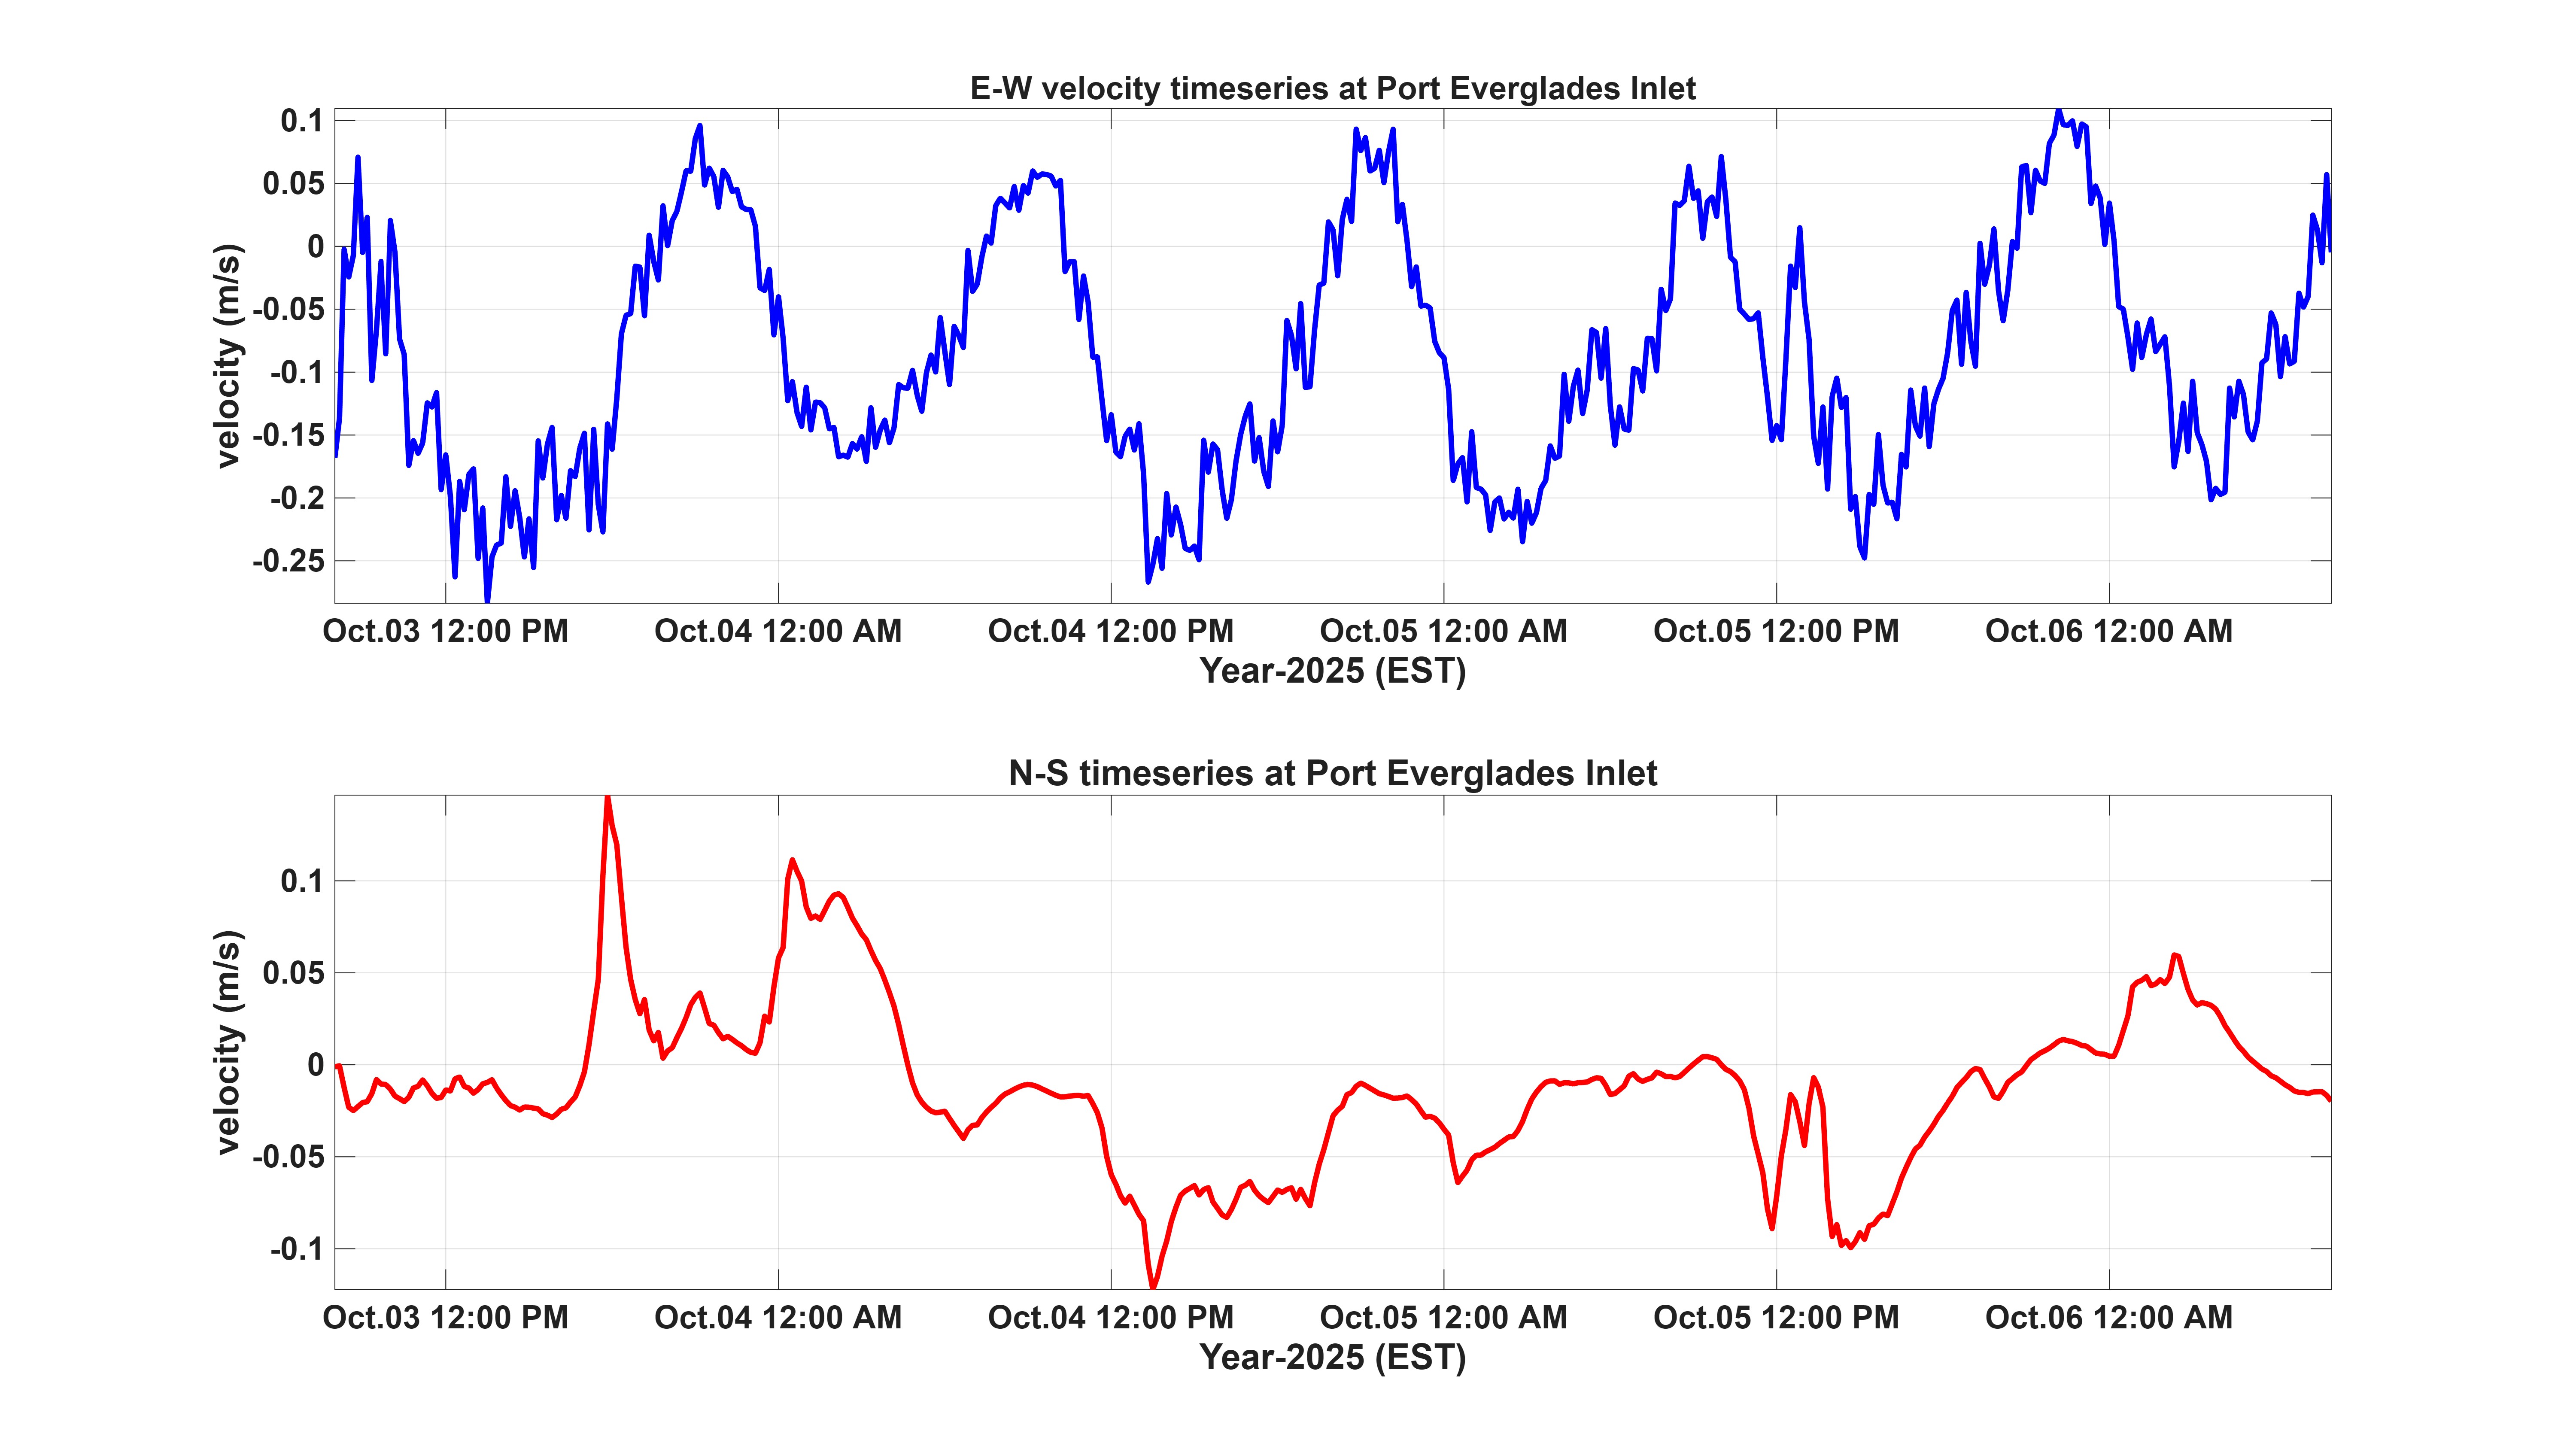 E-W velocity timeseries at Port Everglades Inlet
0.1
0.05
0
-0.05
-0.1
-0.15
-0.2
-0.25
velocity (m/s)
Oct.03 12:00 PM Oct.04 12:00 AM Oct.04 12:00 PM Oct.05 12:00 AM Oct.05 12:00 PM Oct.06 12:00 AM
Year-2025 (EST)
N-S timeseries at Port Everglades Inlet
0.1
0.05
0
-0.05
-0.1
velocity (m/s)
Oct.03 12:00 PM Oct.04 12:00 AM Oct.04 12:00 PM Oct.05 12:00 AM Oct.05 12:00 PM Oct.06 12:00 AM
Year-2025 (EST)